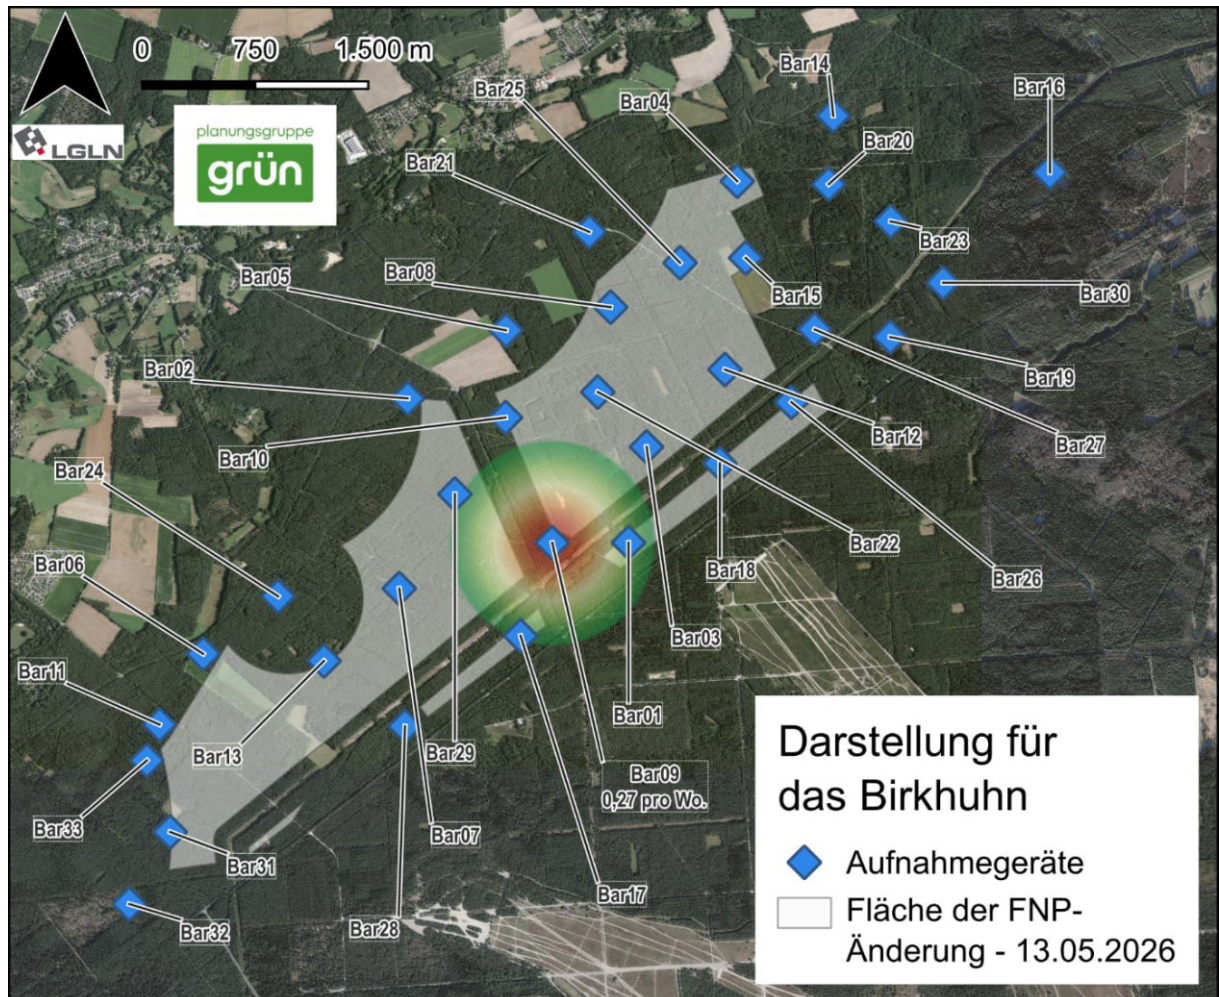 0 750 1.500 m
LGLN
planungsgruppe
grün
Bar14
Bar25
Bar04
Bar16
Bar20
Bar21
Bar23
Bar08
Bar05
Bar15
Bar30
Bar02
Bar19
Bar10
Bar12
Bar27
Bar24
Bar22
Bar06
Bar18
Bar26
Bar03
Bar11
Bar01
Bar13
Bar29
Bar09
0,27 pro Wo.
Bar33
Bar07
Bar31
Bar17
Bar28
Bar32
Darstellung für
das Birkhuhn
Aufnahmegeräte
Fläche der FNP-
Änderung - 13.05.2026